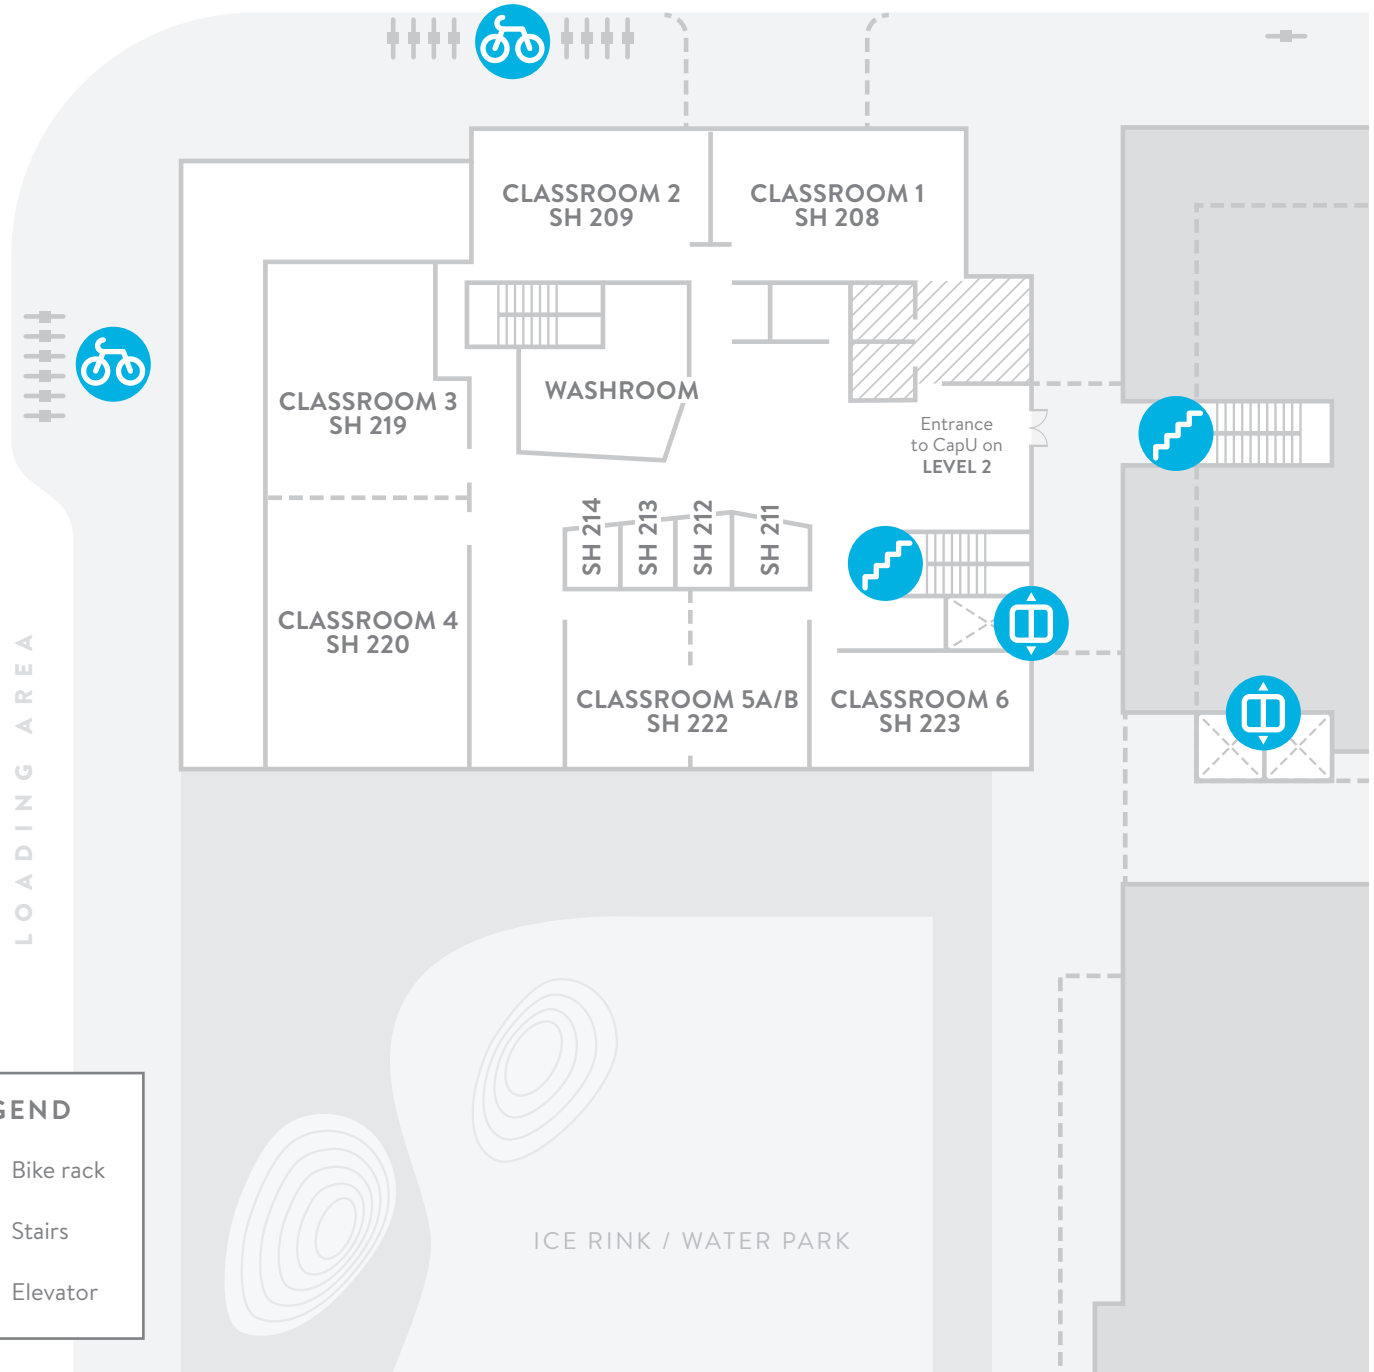 CLASSROOM 2
SH 209
CLASSROOM 1
SH 208
CLASSROOM 3
SH 219
WASHROOM
Entrance
to CapU on
LEVEL 2
SH 214
SH 213
SH 212
SH 211
CLASSROOM 4
SH 220
CLASSROOM 5A/B
SH 222
CLASSROOM 6
SH 223
LOADING AREA
GEND
Bike rack
Stairs
Elevator
ICE RINK / WATER PARK